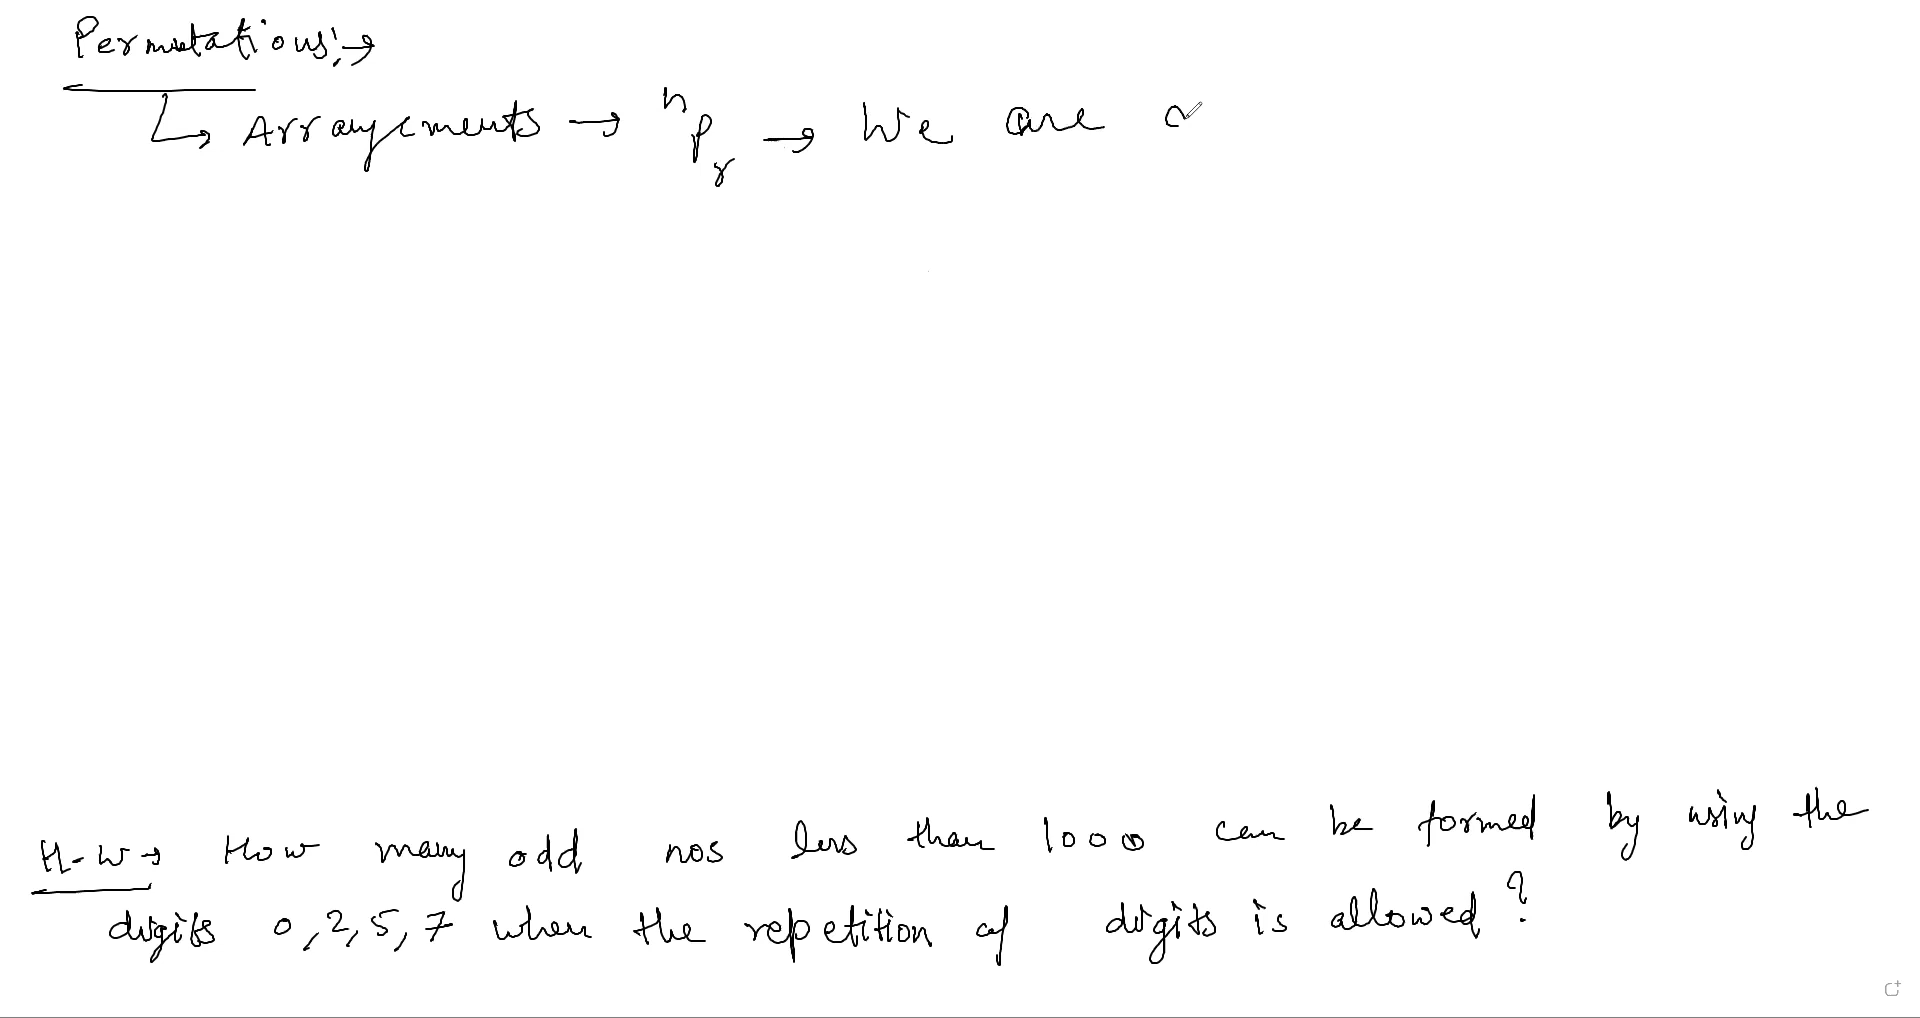 Permutations:→
↳ Arrangements → ⁿPᵣ → We are
H-W→ How many odd nos less than 1000 can be formed by using the
digits 0,2,5,7 when the repetition of digits is allowed?